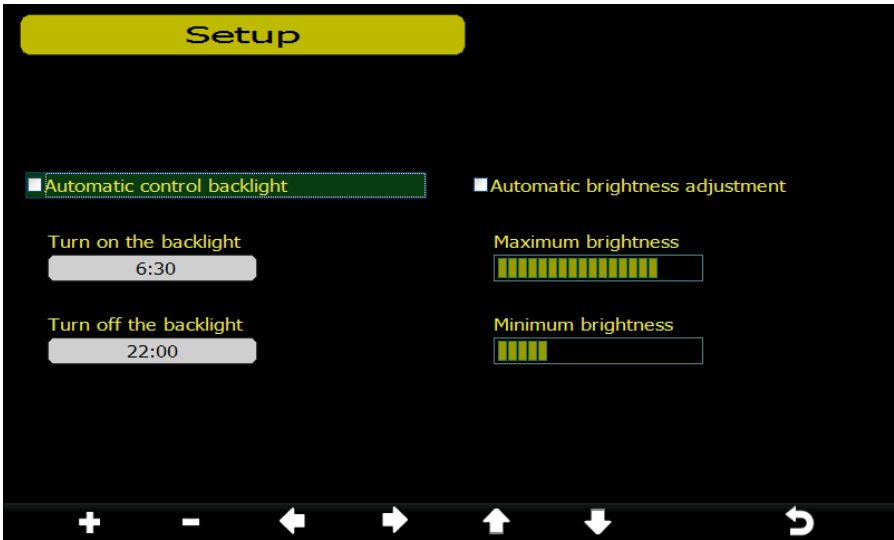 Setup
Automatic control backlight
Automatic brightness adjustment
Turn on the backlight
Maximum brightness
6:30
Turn off the backlight
Minimum brightness
22:00